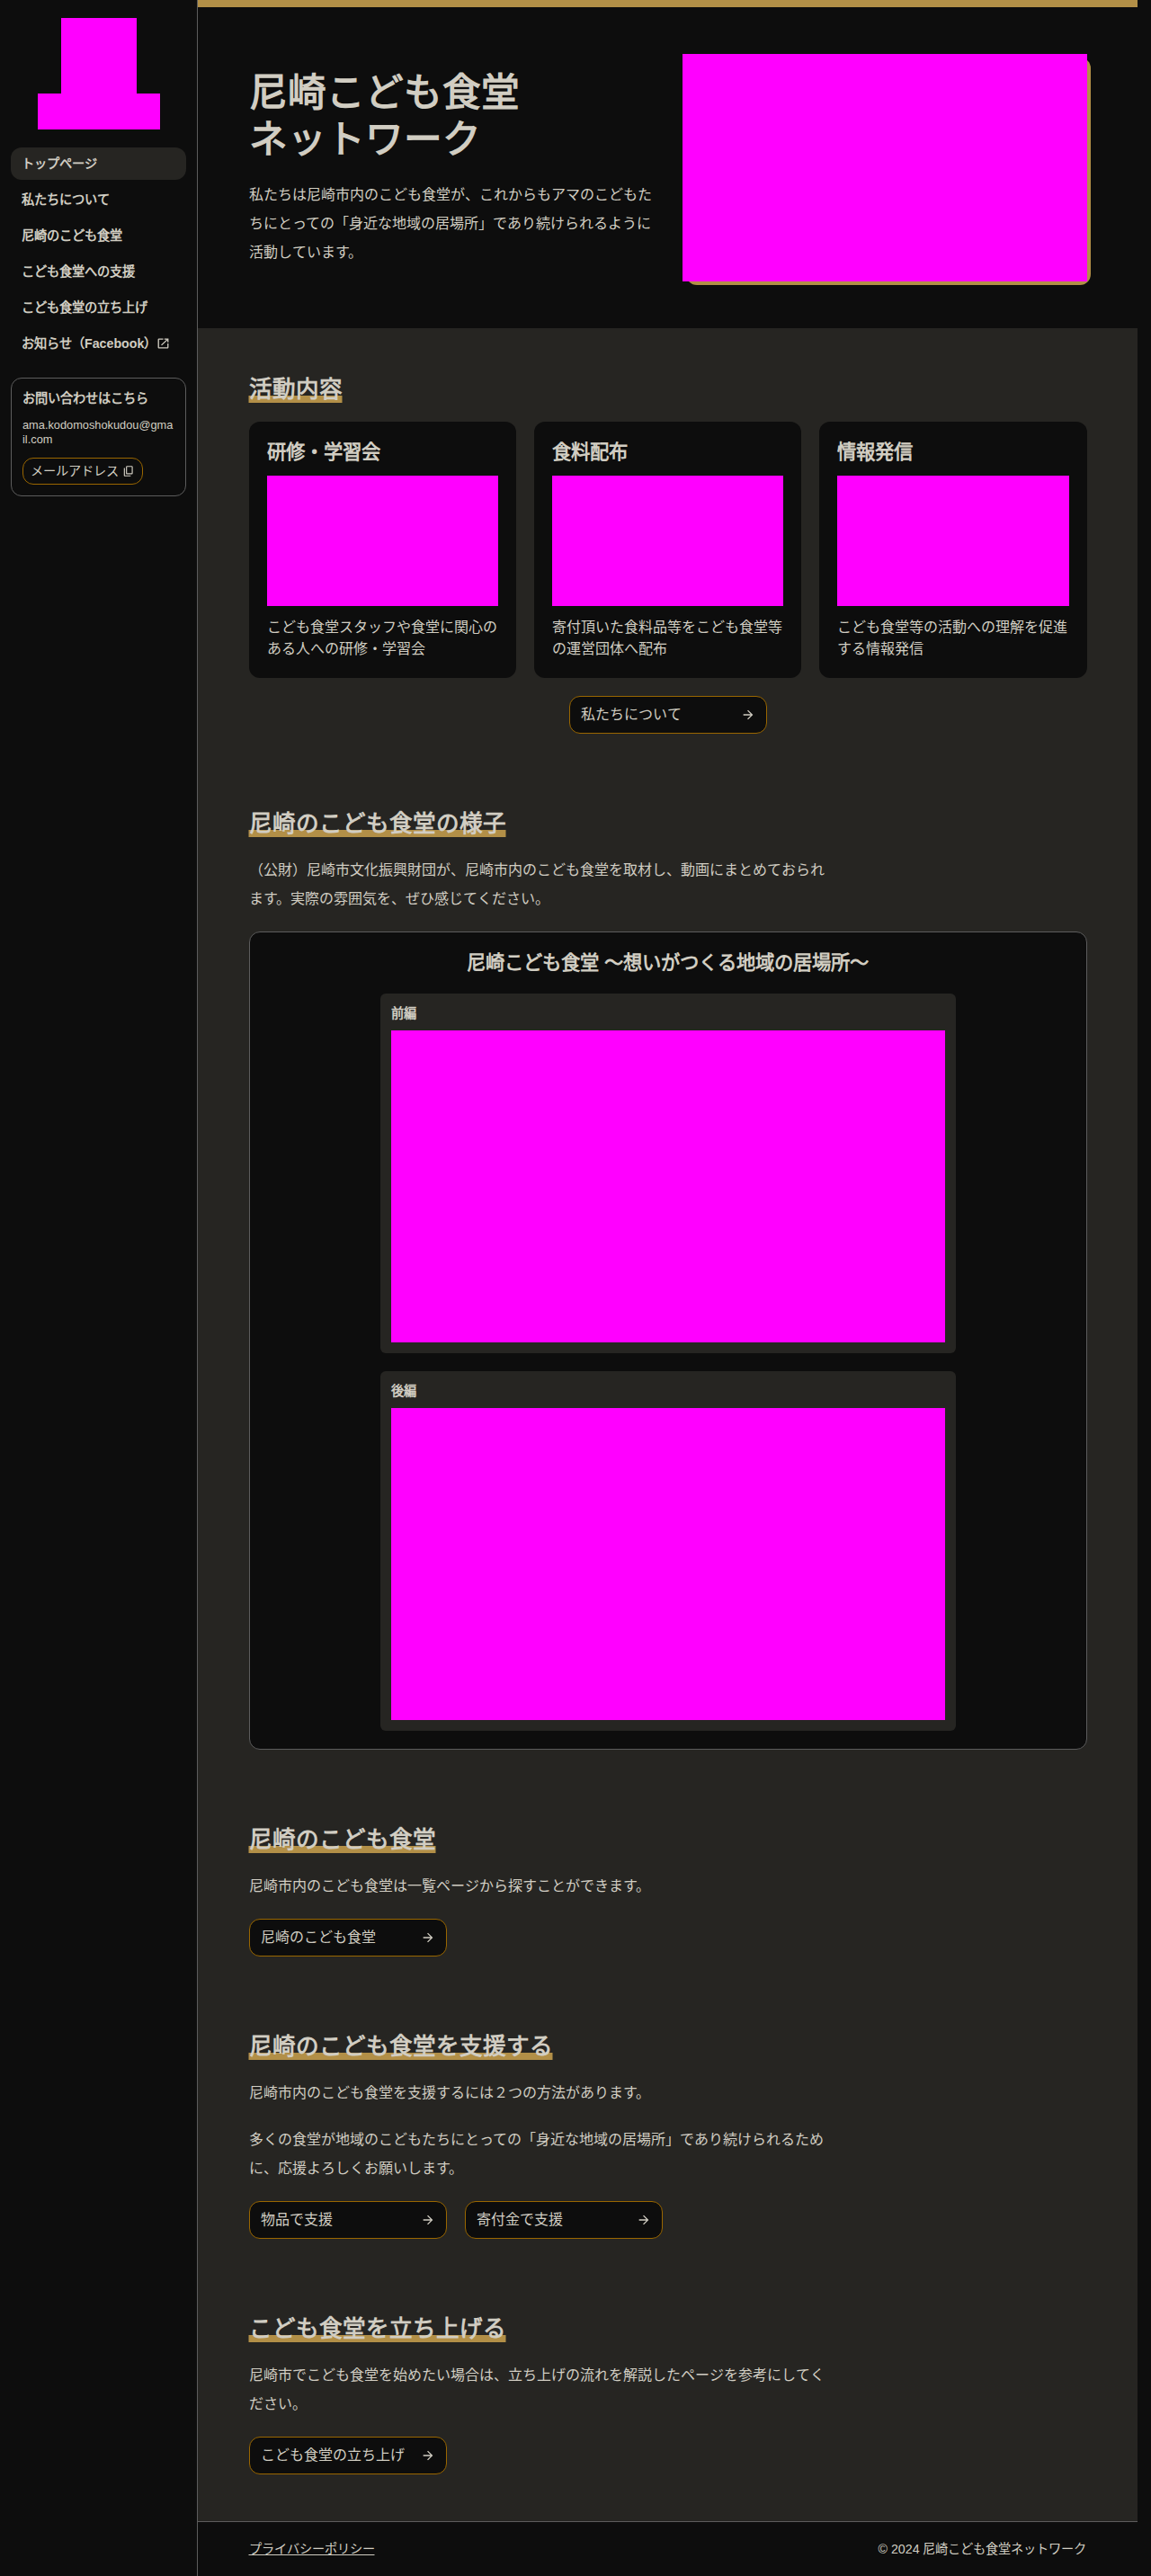 トップページ
私たちについて
尼崎のこども食堂
こども食堂への支援
こども食堂の立ち上げ
お知らせ（Facebook）
お問い合わせはこちら
ama.kodomoshokudou@gma
il.com
メールアドレス
尼崎こども食堂
ネットワーク
私たちは尼崎市内のこども食堂が、これからもアマのこどもた
ちにとっての「身近な地域の居場所」であり続けられるように
活動しています。
活動内容
研修・学習会
こども食堂スタッフや食堂に関心の
ある人への研修・学習会
食料配布
寄付頂いた食料品等をこども食堂等
の運営団体へ配布
情報発信
こども食堂等の活動への理解を促進
する情報発信
私たちについて
尼崎のこども食堂の様子
（公財）尼崎市文化振興財団が、尼崎市内のこども食堂を取材し、動画にまとめておられ
ます。実際の雰囲気を、ぜひ感じてください。
尼崎こども食堂 〜想いがつくる地域の居場所〜
前編
後編
尼崎のこども食堂
尼崎市内のこども食堂は一覧ページから探すことができます。
尼崎のこども食堂
尼崎のこども食堂を支援する
尼崎市内のこども食堂を支援するには２つの方法があります。
多くの食堂が地域のこどもたちにとっての「身近な地域の居場所」であり続けられるため
に、応援よろしくお願いします。
物品で支援
寄付金で支援
こども食堂を立ち上げる
尼崎市でこども食堂を始めたい場合は、立ち上げの流れを解説したページを参考にしてく
ださい。
こども食堂の立ち上げ
プライバシーポリシー
© 2024 尼崎こども食堂ネットワーク